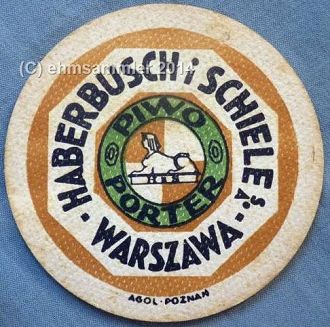 (C) ehmsammler 2014
HABERBUSCH i SCHIELE S.
PIWO
PORTER
- WARSZAWA -
AGOL · POZNAŃ